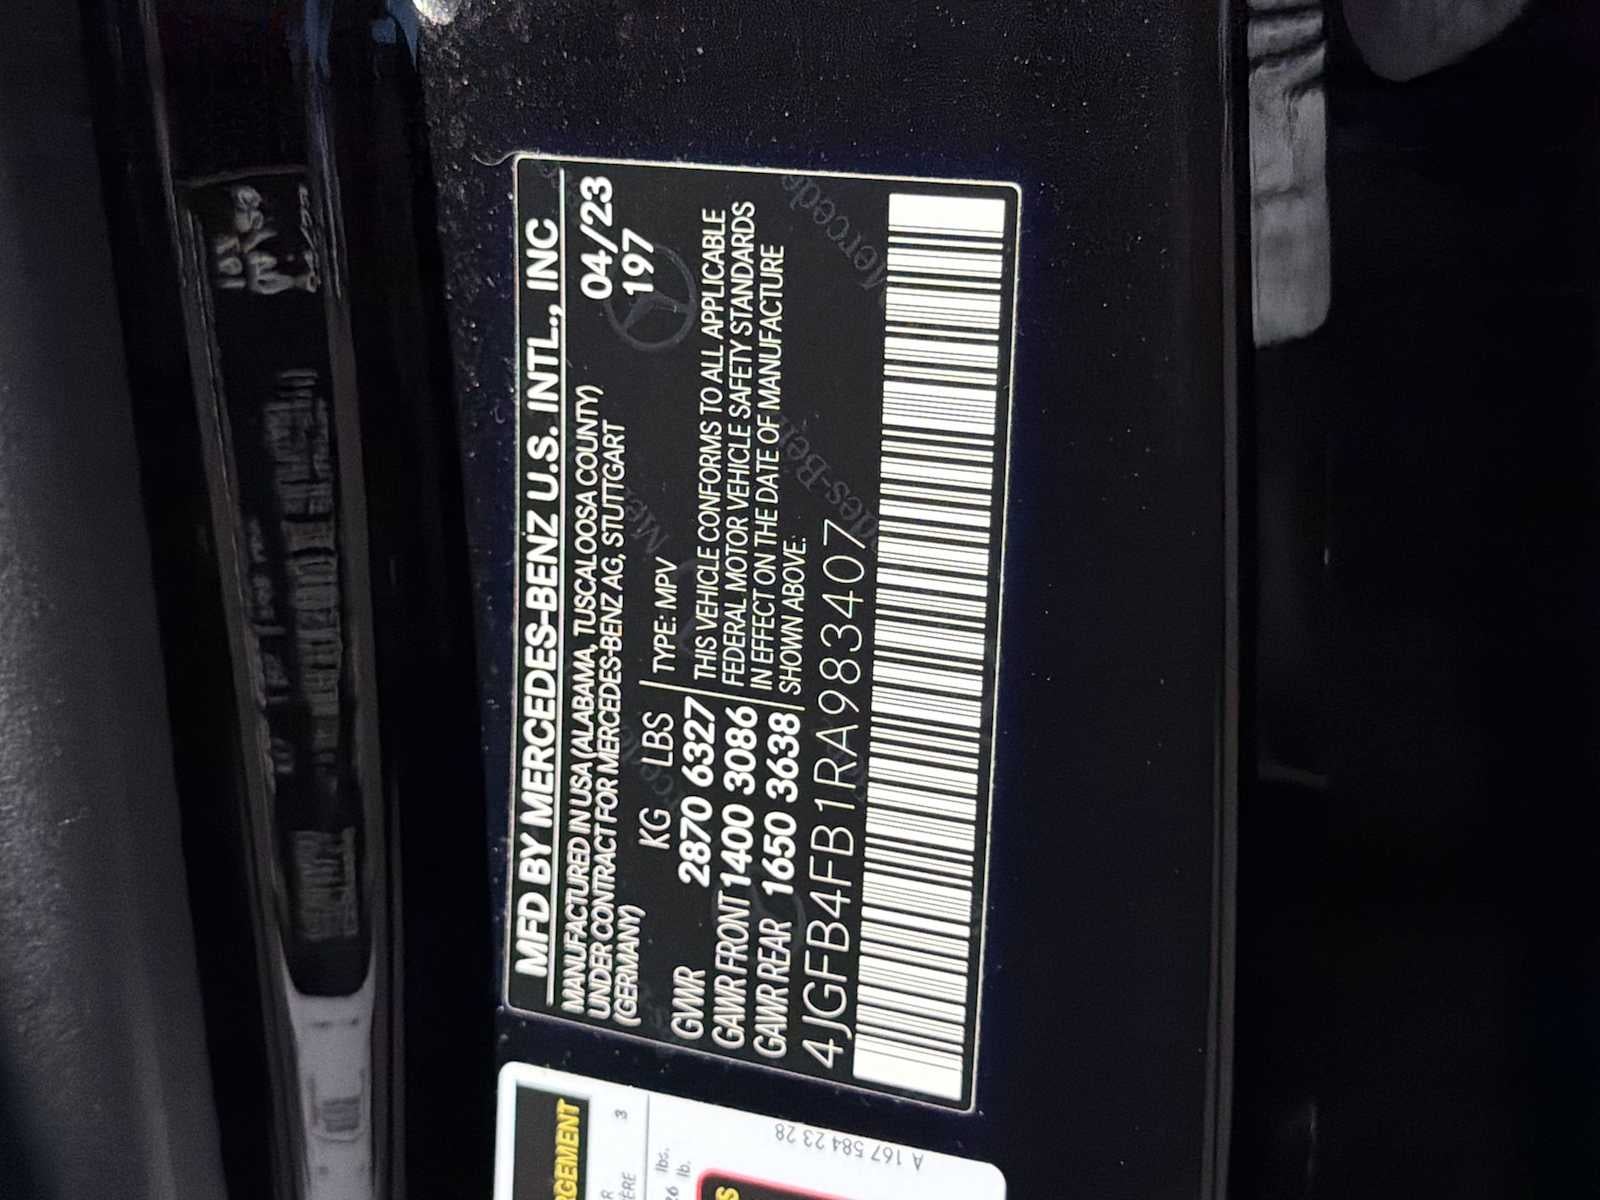 MFD BY MERCEDES-BENZ U.S. INTL., INC
MANUFACTURED IN USA (ALABAMA, TUSCALOOSA COUNTY) 04/23
UNDER CONTRACT FOR MERCEDES-BENZ AG, STUTTGART 197
(GERMANY)
KG LBS TYPE: MPV
GVWR 2870 6327
GAWR FRONT 1400 3086
GAWR REAR 1650 3638
THIS VEHICLE CONFORMS TO ALL APPLICABLE
FEDERAL MOTOR VEHICLE SAFETY STANDARDS
IN EFFECT ON THE DATE OF MANUFACTURE
SHOWN ABOVE:
4JGFB4FB1RA983407
A 167 584 23 28
lbs.
lb.
3